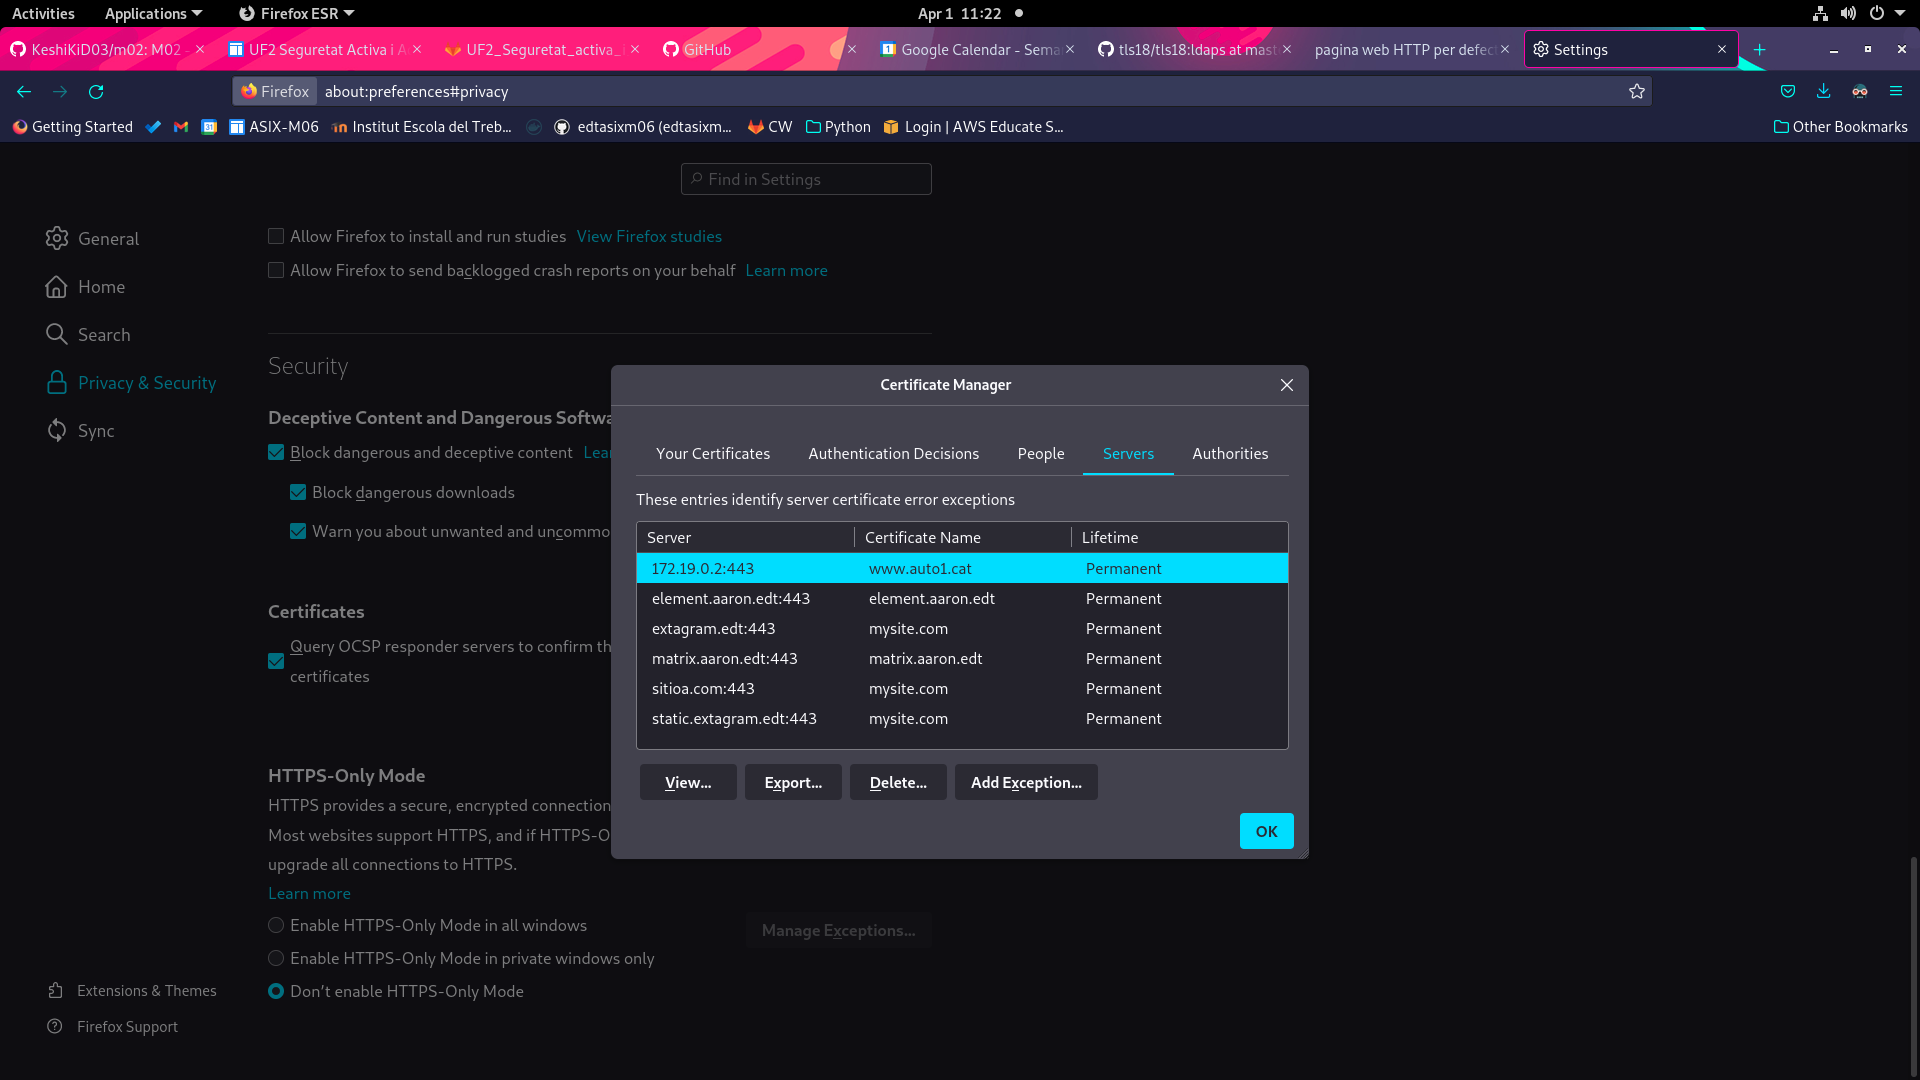 Activities Applications Firefox ESR Apr 1 11:22
KeshiKiD03/m02: M02 - UF2 Seguretat Activa i A UF2_Seguretat_activa_i GitHub Google Calendar - Sema tls18/tls18:ldaps at mast pagina web HTTP per defect Settings
Firefox about:preferences#privacy
Getting Started ASIX-M06 Institut Escola del Treb... edtasixm06 (edtasixm... CW Python Login | AWS Educate S... Other Bookmarks
Find in Settings
General
Home
Search
Privacy & Security
Sync
Extensions & Themes
Firefox Support
Allow Firefox to install and run studies View Firefox studies
Allow Firefox to send backlogged crash reports on your behalf Learn more
Security
Deceptive Content and Dangerous Softwa
Block dangerous and deceptive content Lear
Block dangerous downloads
Warn you about unwanted and uncommo
Certificates
Query OCSP responder servers to confirm th
certificates
HTTPS-Only Mode
HTTPS provides a secure, encrypted connection
Most websites support HTTPS, and if HTTPS-O
upgrade all connections to HTTPS.
Learn more
Enable HTTPS-Only Mode in all windows
Manage Exceptions...
Enable HTTPS-Only Mode in private windows only
Don’t enable HTTPS-Only Mode
Certificate Manager
Your Certificates Authentication Decisions People Servers Authorities
These entries identify server certificate error exceptions
Server Certificate Name Lifetime
172.19.0.2:443 www.auto1.cat Permanent
element.aaron.edt:443 element.aaron.edt Permanent
extagram.edt:443 mysite.com Permanent
matrix.aaron.edt:443 matrix.aaron.edt Permanent
sitioa.com:443 mysite.com Permanent
static.extagram.edt:443 mysite.com Permanent
View... Export... Delete... Add Exception...
OK